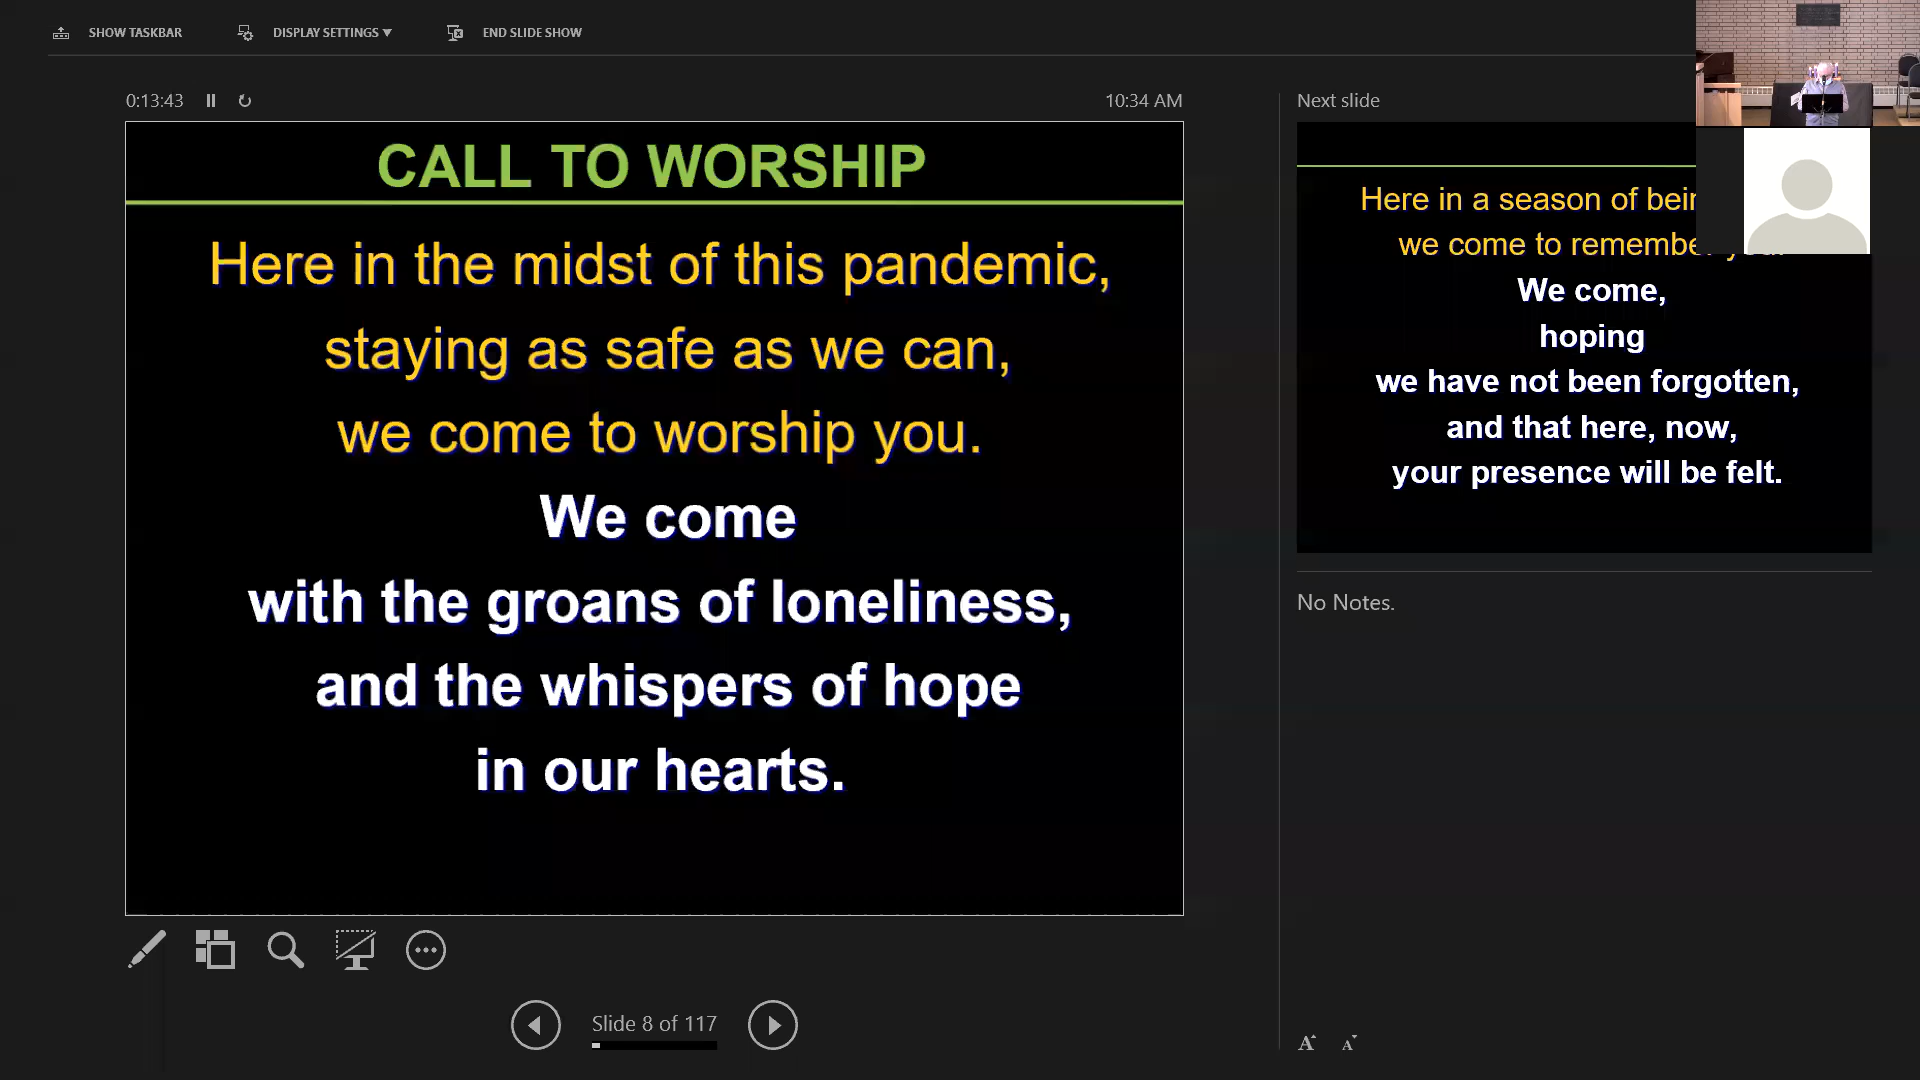 SHOW TASKBAR
DISPLAY SETTINGS ▼
END SLIDE SHOW
0:13:43
10:34 AM
CALL TO WORSHIP
Here in the midst of this pandemic,
staying as safe as we can,
we come to worship you.
We come
with the groans of loneliness,
and the whispers of hope
in our hearts.
Slide 8 of 117
Next slide
Here in a season of
we come to
We come,
hoping
we have not been forgotten,
and that here, now,
your presence will be felt.
No Notes.
A A